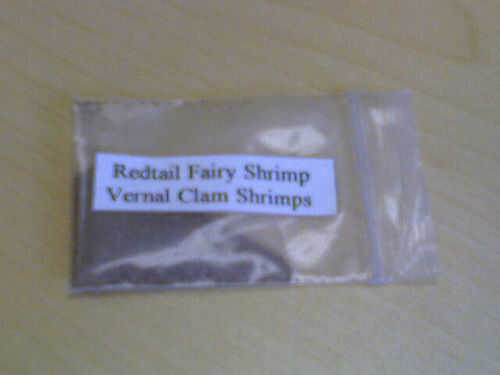 Redtail Fairy Shrimp
Vernal Clam Shrimps